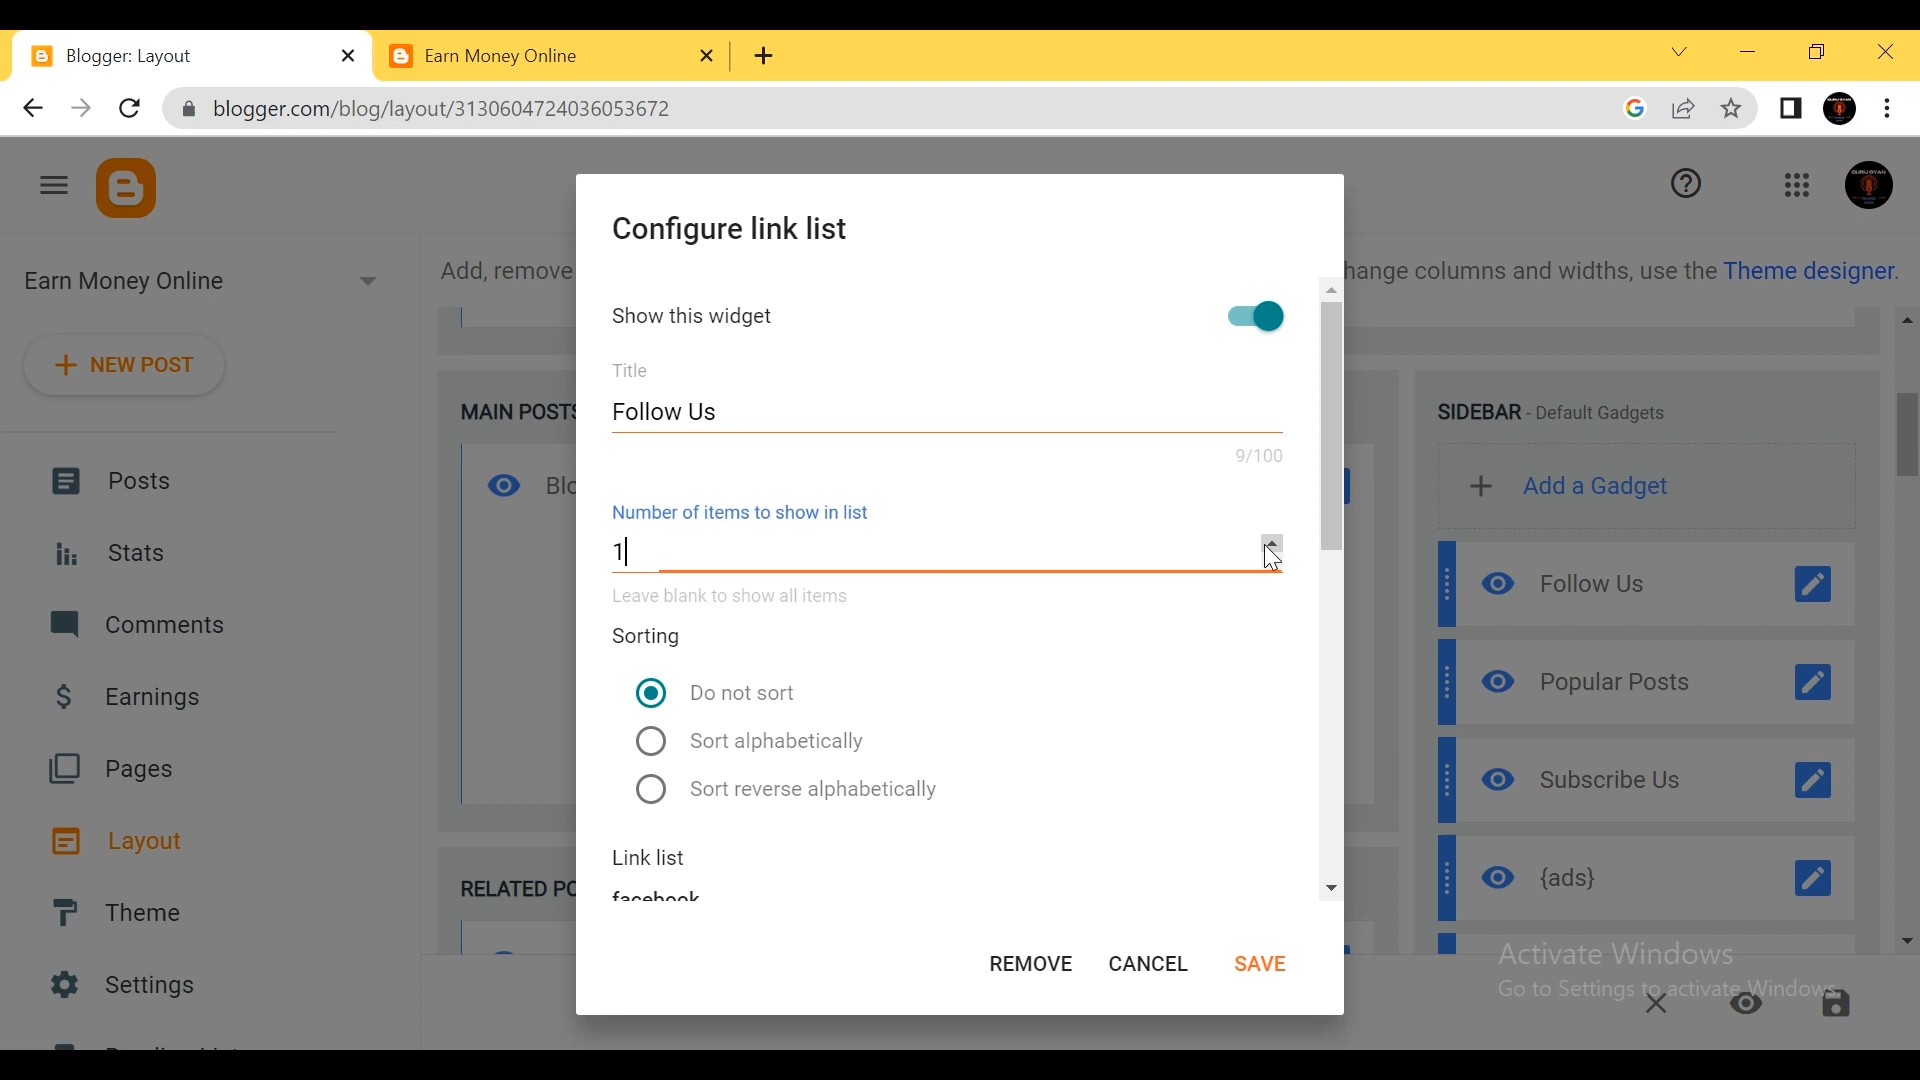 Blogger: Layout
Earn Money Online
blogger.com/blog/layout/3130604724036053672
Earn Money Online
NEW POST
Posts
Stats
Comments
Earnings
Pages
Layout
Theme
Settings
Add, remove
hange columns and widths, use the Theme designer.
MAIN POSTS
Blo
RELATED PO
Configure link list
Show this widget
Title
Follow Us
9/100
Number of items to show in list
1
Leave blank to show all items
Sorting
Do not sort
Sort alphabetically
Sort reverse alphabetically
Link list
facebook
REMOVE CANCEL SAVE
SIDEBAR - Default Gadgets
Add a Gadget
Follow Us
Popular Posts
Subscribe Us
{ads}
Activate Windows
Go to Settings to activate Windows.